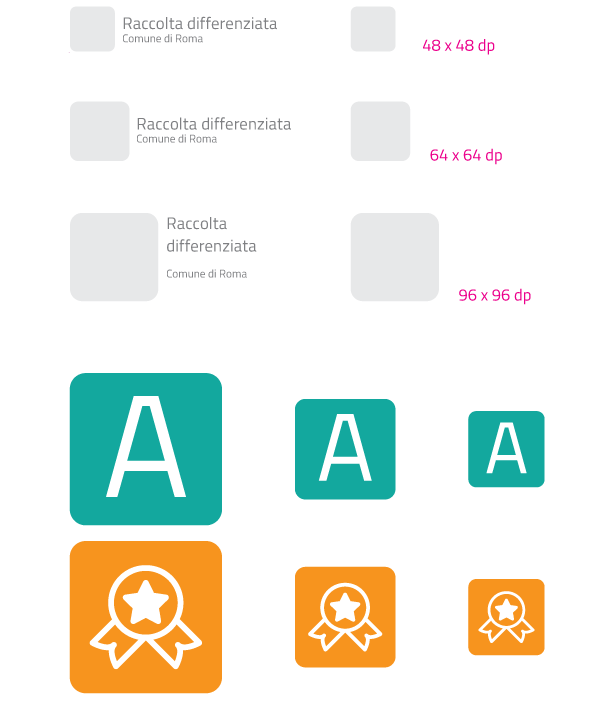 Raccolta differenziata
Comune di Roma
48 x 48 dp
Raccolta differenziata
Comune di Roma
64 x 64 dp
Raccolta
differenziata
Comune di Roma
96 x 96 dp
A
A
A